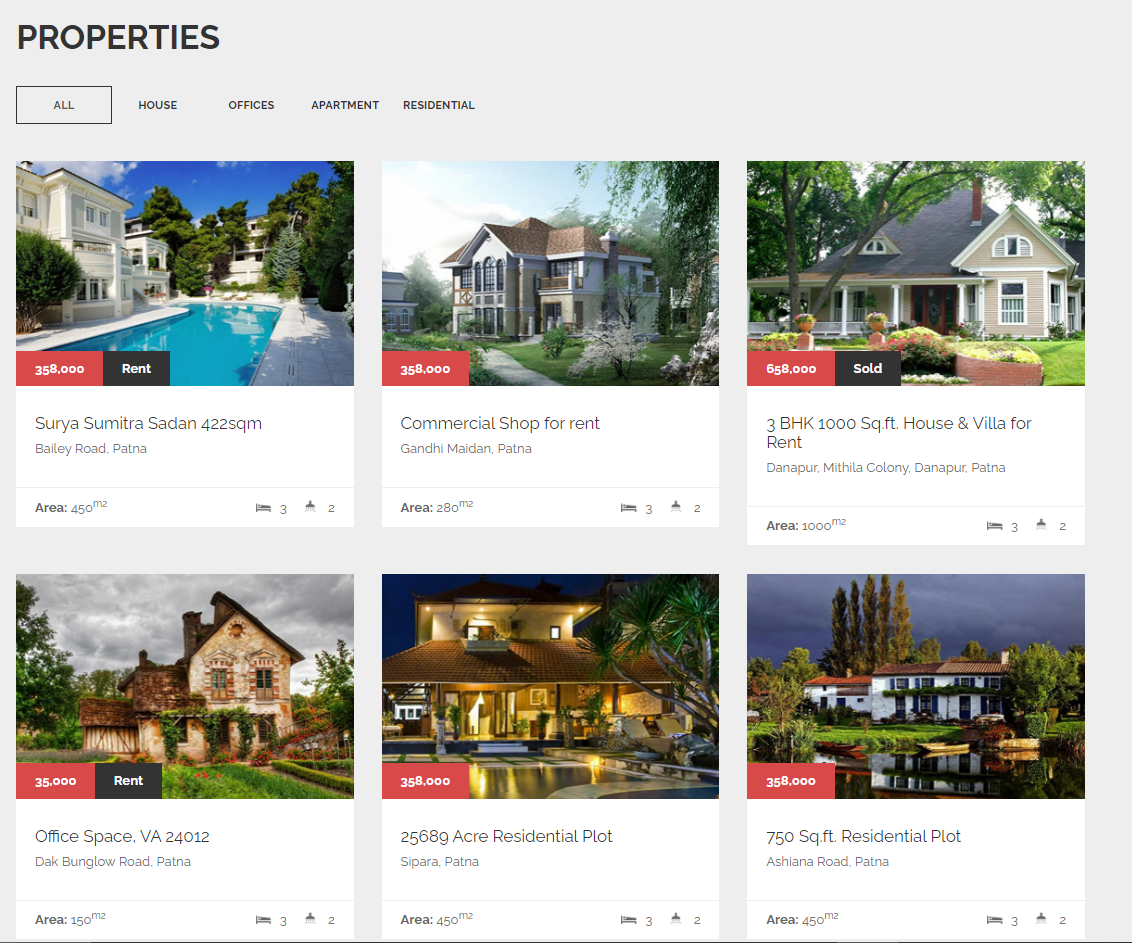 PROPERTIES
ALL HOUSE OFFICES APARTMENT RESIDENTIAL
358,000 Rent
Surya Sumitra Sadan 422sqm
Bailey Road, Patna
Area: 450m2 3 2
358,000
Commercial Shop for rent
Gandhi Maidan, Patna
Area: 280m2 3 2
658,000 Sold
3 BHK 1000 Sq.ft. House & Villa for
Rent
Danapur, Mithila Colony, Danapur, Patna
Area: 1000m2 3 2
35,000 Rent
Office Space, VA 24012
Dak Bunglow Road, Patna
Area: 150m2 3 2
358,000
25689 Acre Residential Plot
Sipara, Patna
Area: 450m2 3 2
358,000
750 Sq.ft. Residential Plot
Ashiana Road, Patna
Area: 450m2 3 2